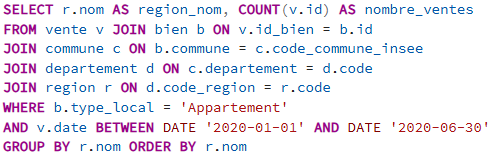 SELECT r.nom AS region_nom, COUNT(v.id) AS nombre_ventes
FROM vente v JOIN bien b ON v.id_bien = b.id
JOIN commune c ON b.commune = c.code_commune_insee
JOIN departement d ON c.departement = d.code
JOIN region r ON d.code_region = r.code
WHERE b.type_local = 'Appartement'
AND v.date BETWEEN DATE '2020-01-01' AND DATE '2020-06-30'
GROUP BY r.nom ORDER BY r.nom